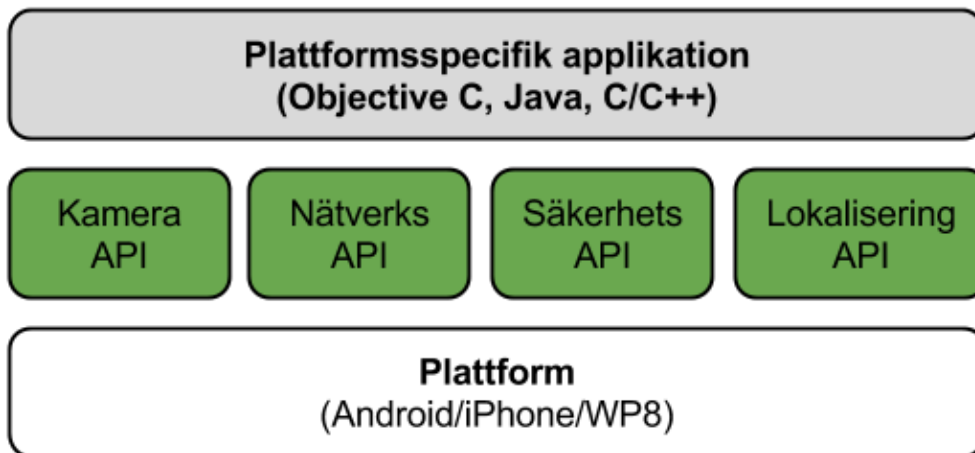 Plattformsspecifik applikation
(Objective C, Java, C/C++)
Kamera
API
Nätverks
API
Säkerhets
API
Lokalisering
API
Plattform
(Android/iPhone/WP8)